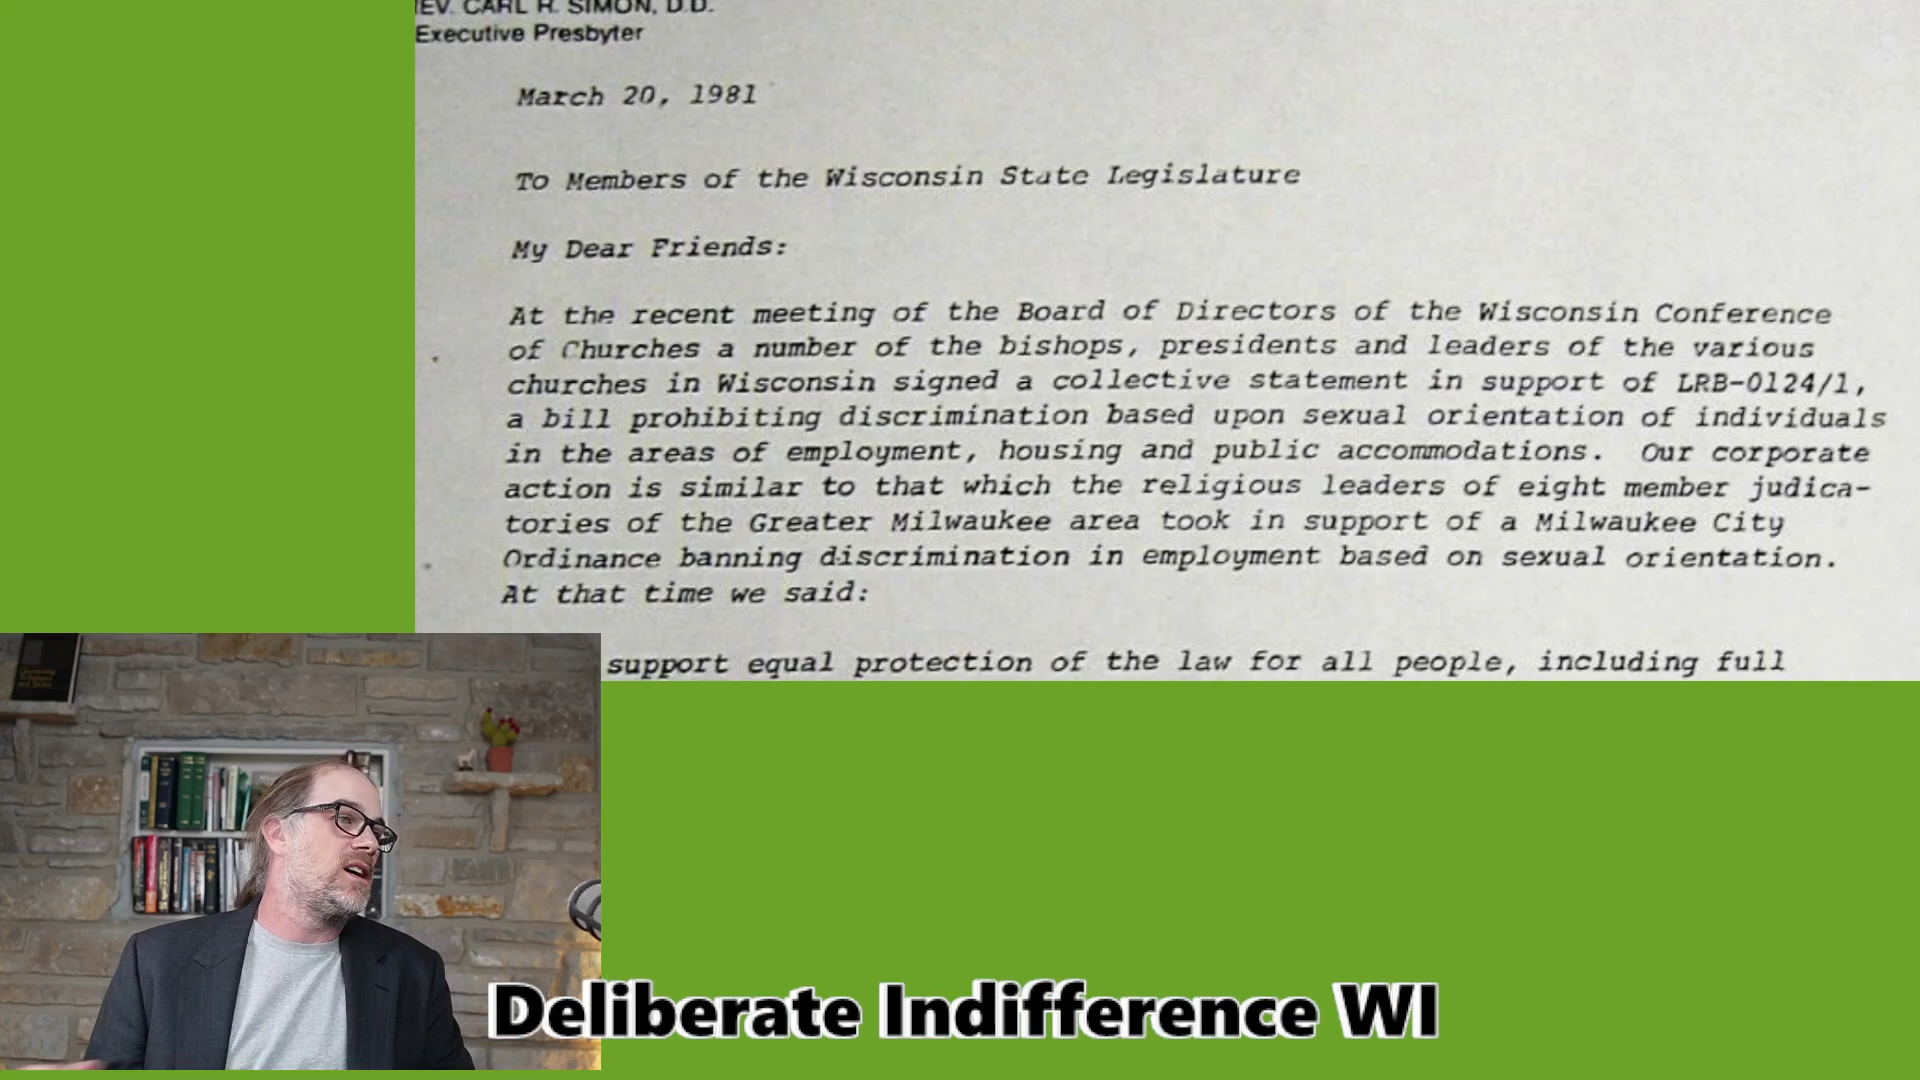 REV. CARL R. SIMON, D.D.
Executive Presbyter
March 20, 1981
To Members of the Wisconsin State Legislature
My Dear Friends:
At the recent meeting of the Board of Directors of the Wisconsin Conference
of Churches a number of the bishops, presidents and leaders of the various
churches in Wisconsin signed a collective statement in support of LRB-0124/1,
a bill prohibiting discrimination based upon sexual orientation of individuals
in the areas of employment, housing and public accommodations. Our corporate
action is similar to that which the religious leaders of eight member judica-
tories of the Greater Milwaukee area took in support of a Milwaukee City
Ordinance banning discrimination in employment based on sexual orientation.
At that time we said:
support equal protection of the law for all people, including full
Deliberate Indifference WI